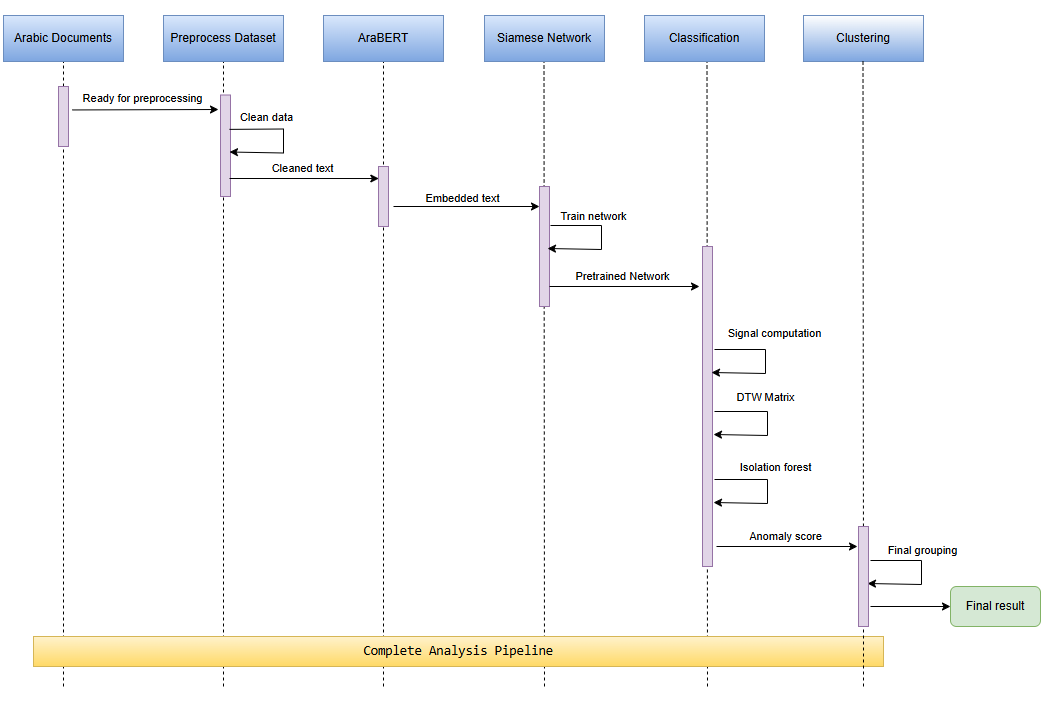 Arabic Documents
Preprocess Dataset
AraBERT
Siamese Network
Classification
Clustering
Ready for preprocessing
Clean data
Cleaned text
Embedded text
Train network
Pretrained Network
Signal computation
DTW Matrix
Isolation forest
Anomaly score
Final grouping
Final result
Complete Analysis Pipeline